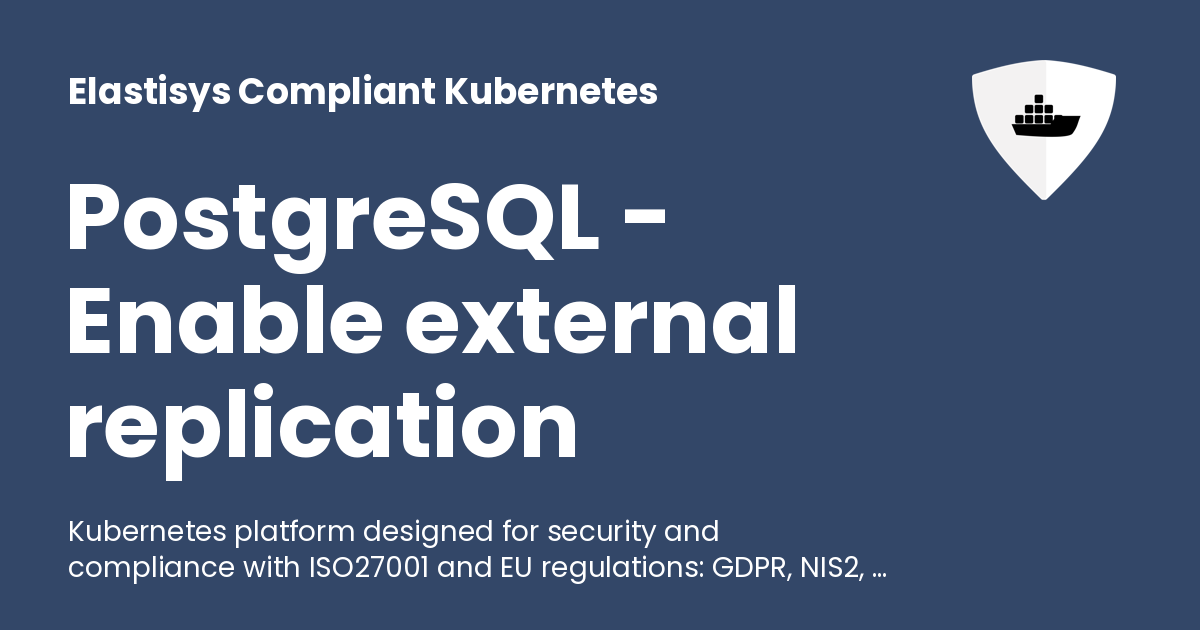 Elastisys Compliant Kubernetes
PostgreSQL -
Enable external
replication
Kubernetes platform designed for security and
compliance with ISO27001 and EU regulations: GDPR, NIS2, ...